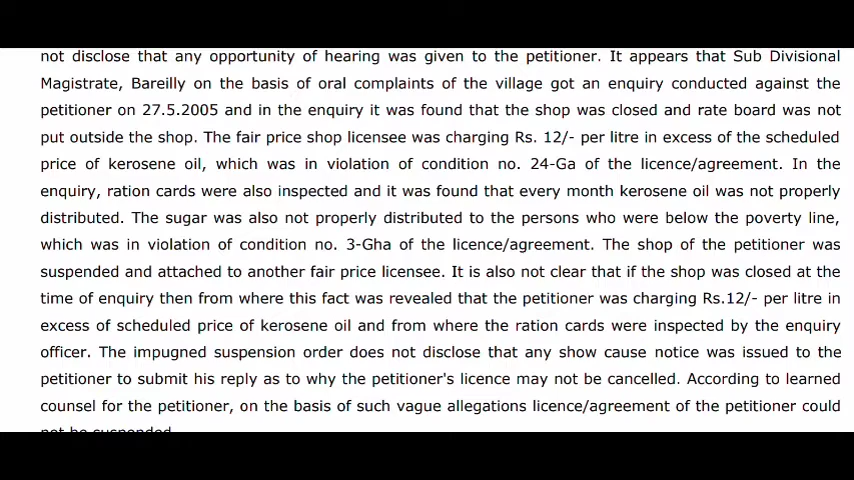 not disclose that any opportunity of hearing was given to the petitioner. It appears that Sub Divisional
Magistrate, Bareilly on the basis of oral complaints of the village got an enquiry conducted against the
petitioner on 27.5.2005 and in the enquiry it was found that the shop was closed and rate board was not
put outside the shop. The fair price shop licensee was charging Rs. 12/- per litre in excess of the scheduled
price of kerosene oil, which was in violation of condition no. 24-Ga of the licence/agreement. In the
enquiry, ration cards were also inspected and it was found that every month kerosene oil was not properly
distributed. The sugar was also not properly distributed to the persons who were below the poverty line,
which was in violation of condition no. 3-Gha of the licence/agreement. The shop of the petitioner was
suspended and attached to another fair price licensee. It is also not clear that if the shop was closed at the
time of enquiry then from where this fact was revealed that the petitioner was charging Rs.12/- per litre in
excess of scheduled price of kerosene oil and from where the ration cards were inspected by the enquiry
officer. The impugned suspension order does not disclose that any show cause notice was issued to the
petitioner to submit his reply as to why the petitioner's licence may not be cancelled. According to learned
counsel for the petitioner, on the basis of such vague allegations licence/agreement of the petitioner could
not be suspended